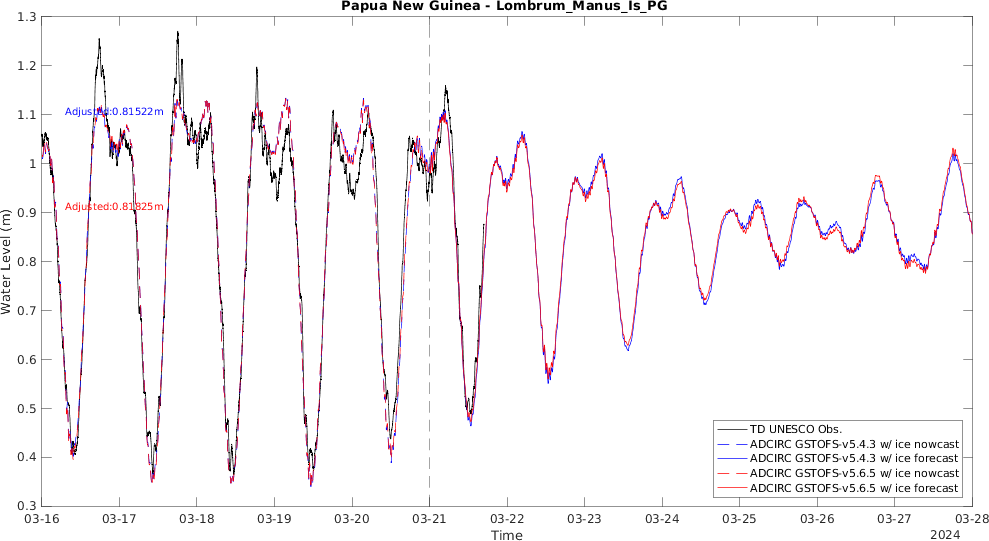 Papua New Guinea - Lombrum_Manus_Is_PG
1.3
1.2
1.1
1
0.9
0.8
0.7
0.6
0.5
0.4
0.3
Water Level (m)
Adjusted:0.81522m
Adjusted:0.81825m
TD UNESCO Obs.
ADCIRC GSTOFS-v5.4.3 w/ ice nowcast
ADCIRC GSTOFS-v5.4.3 w/ ice forecast
ADCIRC GSTOFS-v5.6.5 w/ ice nowcast
ADCIRC GSTOFS-v5.6.5 w/ ice forecast
03-16 03-17 03-18 03-19 03-20 03-21 03-22 03-23 03-24 03-25 03-26 03-27 03-28
Time
2024